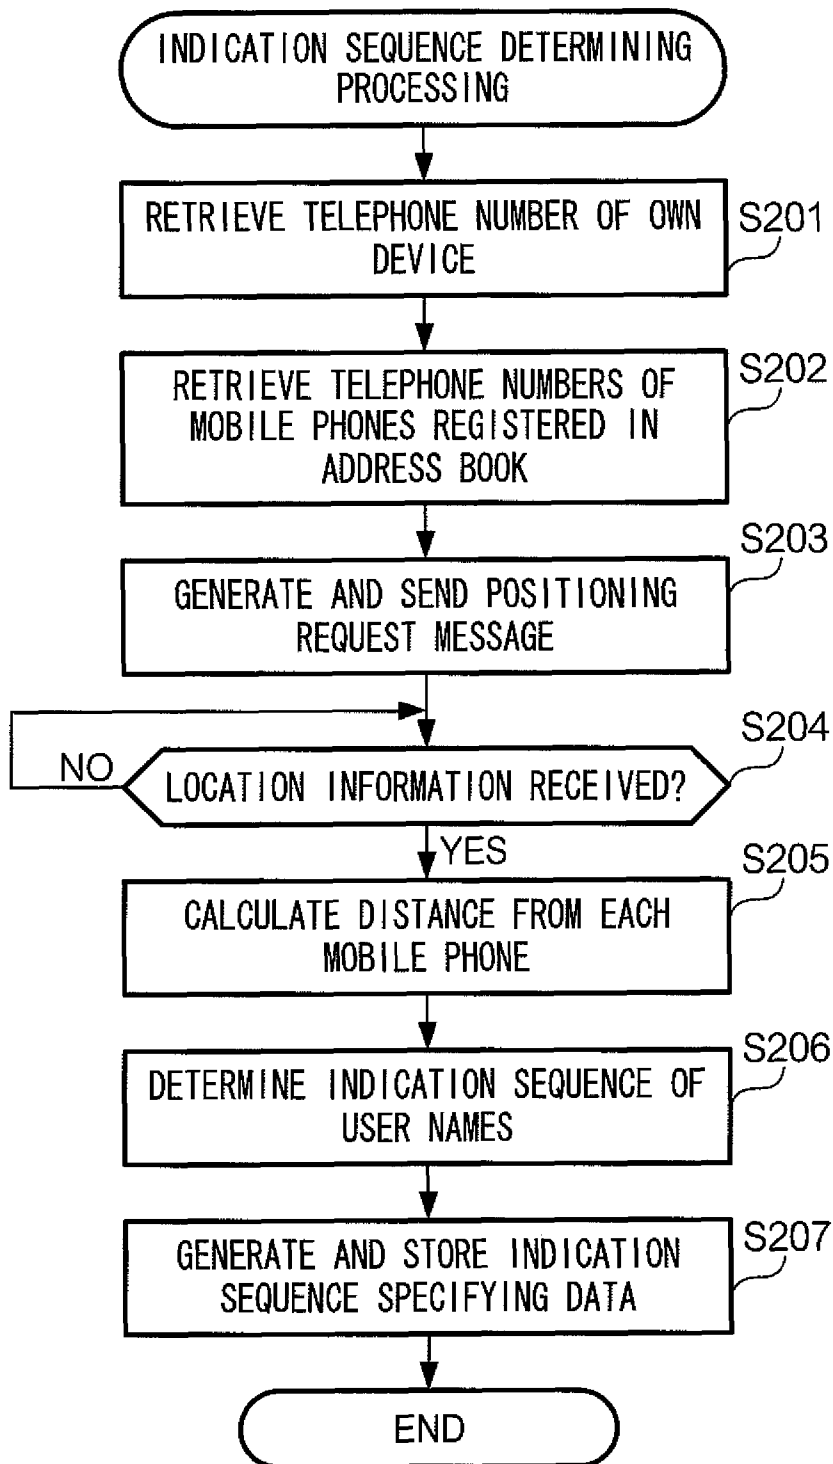 INDICATION SEQUENCE DETERMINING
PROCESSING
RETRIEVE TELEPHONE NUMBER OF OWN
DEVICE
S201
RETRIEVE TELEPHONE NUMBERS OF
MOBILE PHONES REGISTERED IN
ADDRESS BOOK
S202
GENERATE AND SEND POSITIONING
REQUEST MESSAGE
S203
LOCATION INFORMATION RECEIVED?
S204
NO
YES
CALCULATE DISTANCE FROM EACH
MOBILE PHONE
S205
DETERMINE INDICATION SEQUENCE OF
USER NAMES
S206
GENERATE AND STORE INDICATION
SEQUENCE SPECIFYING DATA
S207
END